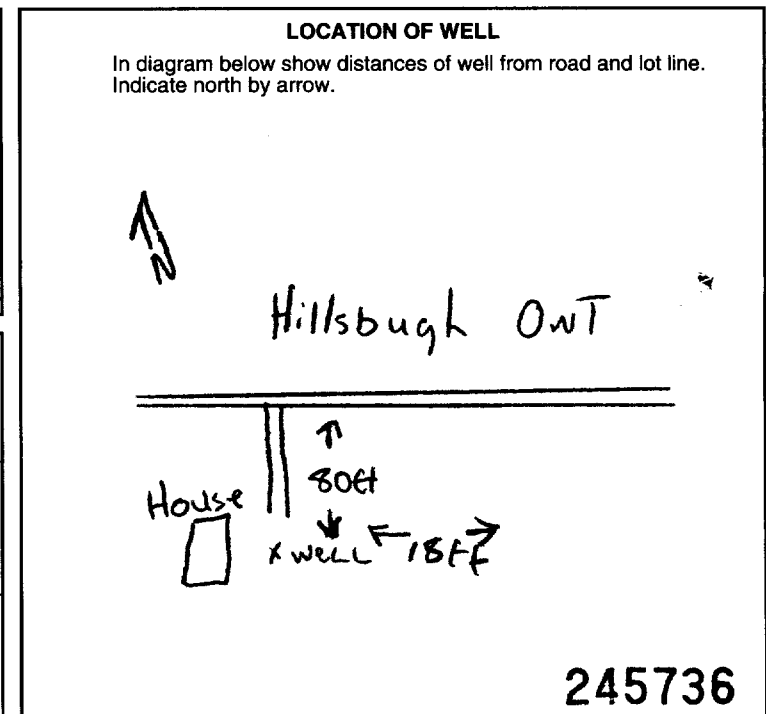 LOCATION OF WELL
In diagram below show distances of well from road and lot line.
Indicate north by arrow.
N
Hillsbugh ONT
80ft
House
x well 18ft
245736